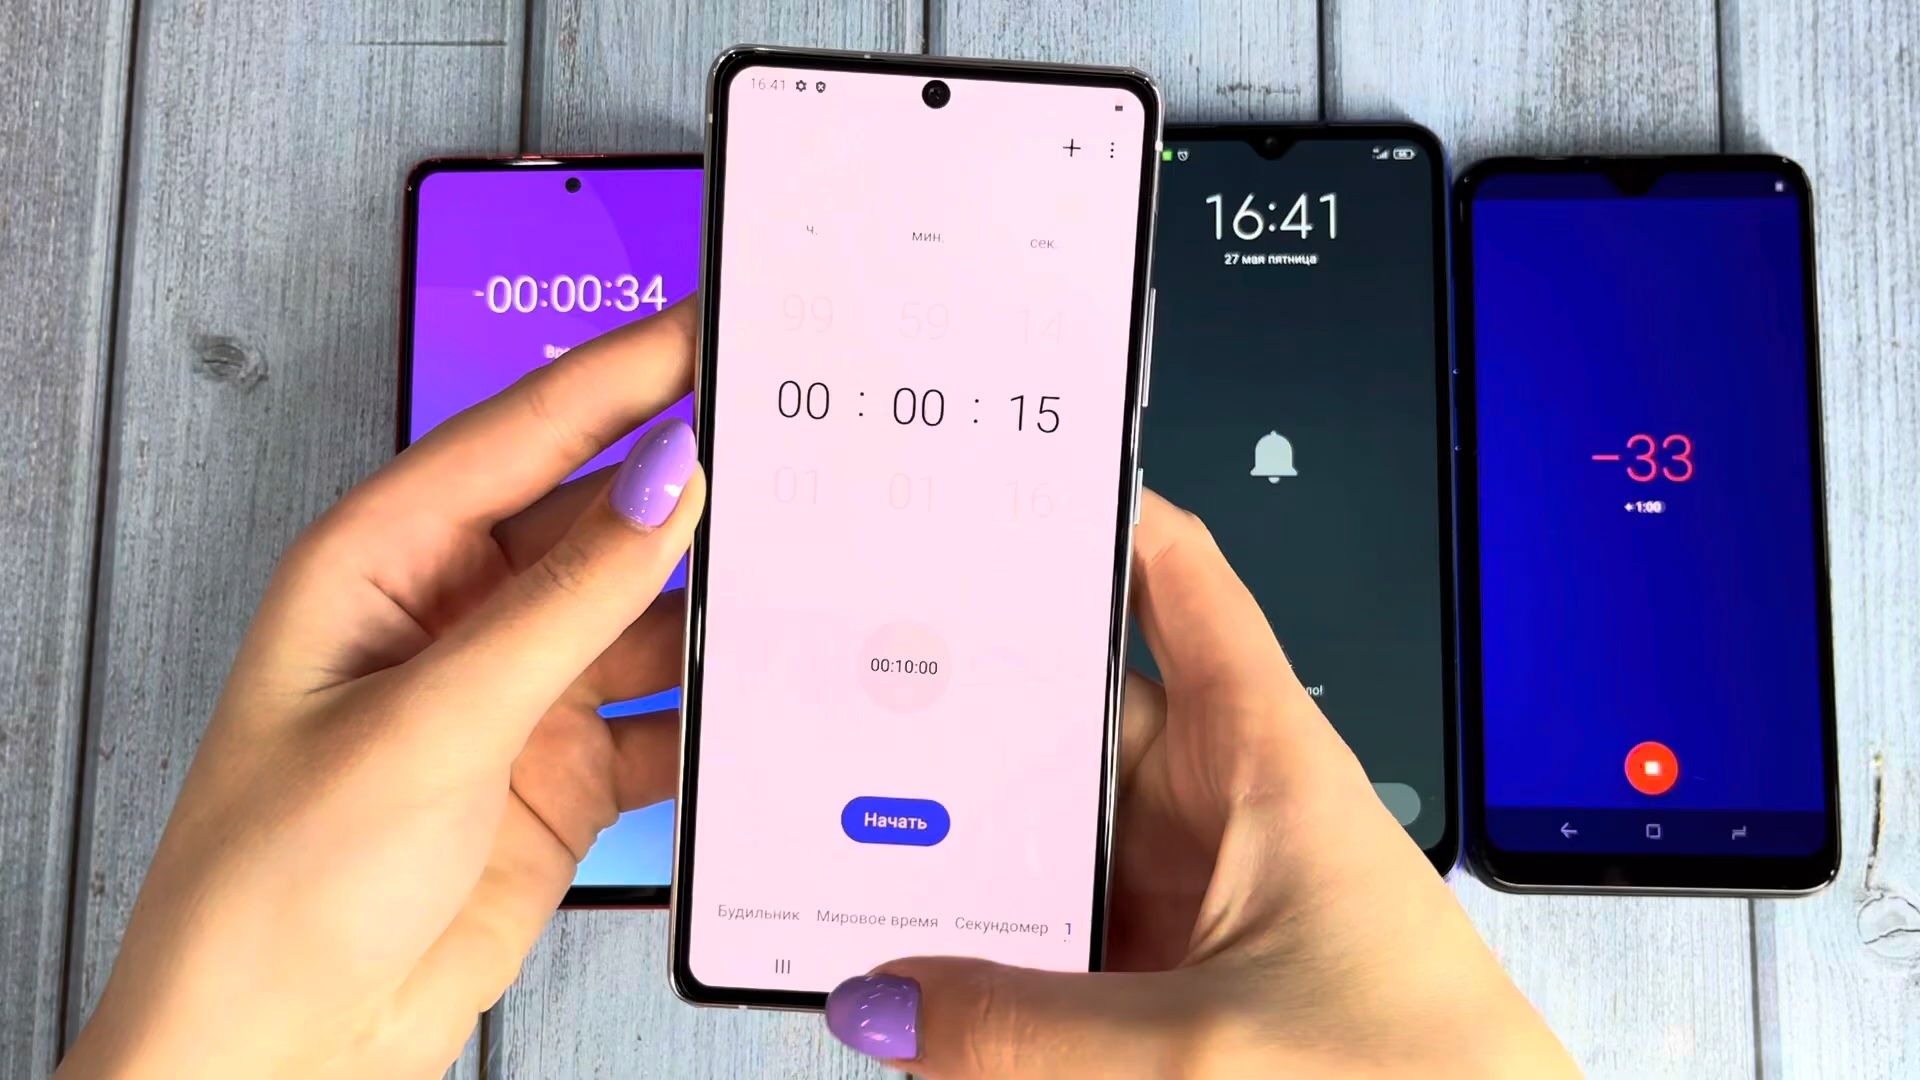 -00:00:34
16:41
ч. мин. сек.
99 59 14
00 : 00 : 15
01 01 16
00:10:00
Начать
Будильник Мировое время Секундомер
16:41
27 мая пятница
-33
+1:00